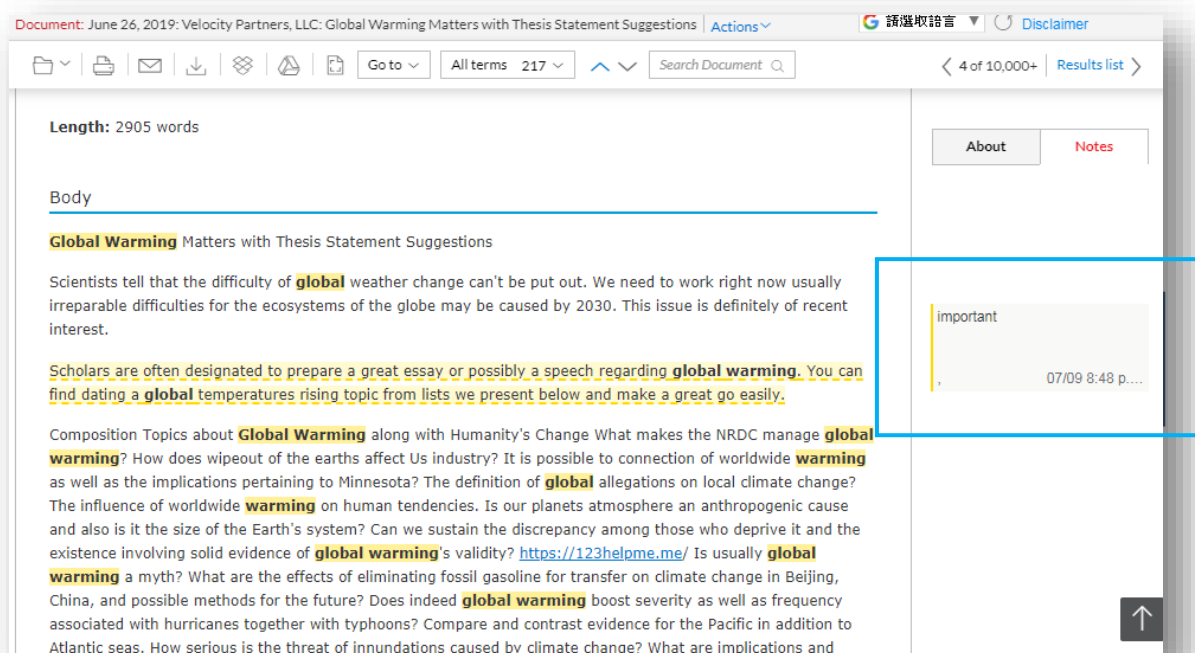 Document: June 26, 2019: Velocity Partners, LLC: Global Warming Matters with Thesis Statement Suggestions Actions
請選取語言 ▼ Disclaimer
Go to All terms 217 Search Document 4 of 10,000+ Results list
Length: 2905 words
About Notes
Body
Global Warming Matters with Thesis Statement Suggestions
Scientists tell that the difficulty of global weather change can't be put out. We need to work right now usually
irreparable difficulties for the ecosystems of the globe may be caused by 2030. This issue is definitely of recent
interest.
important
, 07/09 8:48 p....
Scholars are often designated to prepare a great essay or possibly a speech regarding global warming. You can
find dating a global temperatures rising topic from lists we present below and make a great go easily.
Composition Topics about Global Warming along with Humanity's Change What makes the NRDC manage global
warming? How does wipeout of the earths affect Us industry? It is possible to connection of worldwide warming
as well as the implications pertaining to Minnesota? The definition of global allegations on local climate change?
The influence of worldwide warming on human tendencies. Is our planets atmosphere an anthropogenic cause
and also is it the size of the Earth's system? Can we sustain the discrepancy among those who deprive it and the
existence involving solid evidence of global warming's validity? https://123helpme.me/ Is usually global
warming a myth? What are the effects of eliminating fossil gasoline for transfer on climate change in Beijing,
China, and possible methods for the future? Does indeed global warming boost severity as well as frequency
associated with hurricanes together with typhoons? Compare and contrast evidence for the Pacific in addition to
Atlantic seas. How serious is the threat of innundations caused by climate change? What are implications and